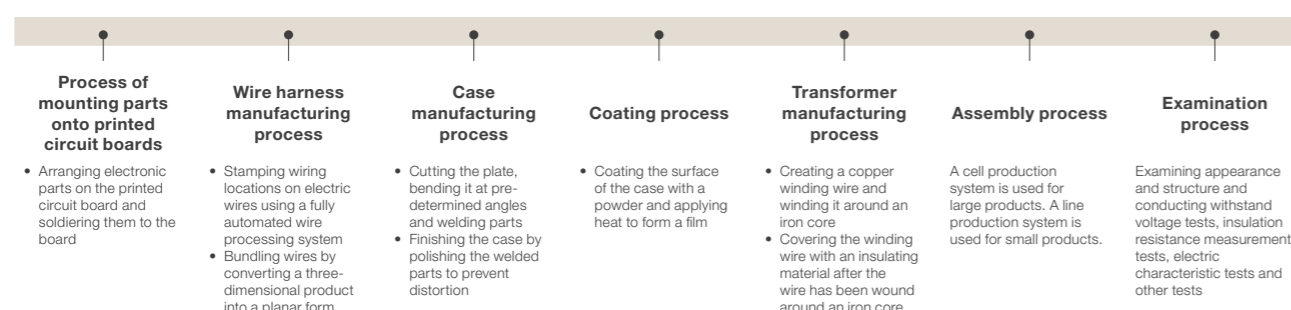 Process of
mounting parts
onto printed
circuit boards
• Arranging electronic
parts on the printed
circuit board and
soldiering them to the
board
Wire harness
manufacturing
process
• Stamping wiring
locations on electric
wires using a fully
automated wire
processing system
• Bundling wires by
converting a three-
dimensional product
into a planar form
Case
manufacturing
process
• Cutting the plate,
bending it at pre-
determined angles
and welding parts
• Finishing the case by
polishing the welded
parts to prevent
distortion
Coating process
• Coating the surface
of the case with a
powder and applying
heat to form a film
Transformer
manufacturing
process
• Creating a copper
winding wire and
winding it around an
iron core
• Covering the winding
wire with an insulating
material after the
wire has been wound
around an iron core
Assembly process
A cell production
system is used for
large products. A line
production system is
used for small products.
Examination
process
Examining appearance
and structure and
conducting withstand
voltage tests, insulation
resistance measurement
tests, electric
characteristic tests and
other tests